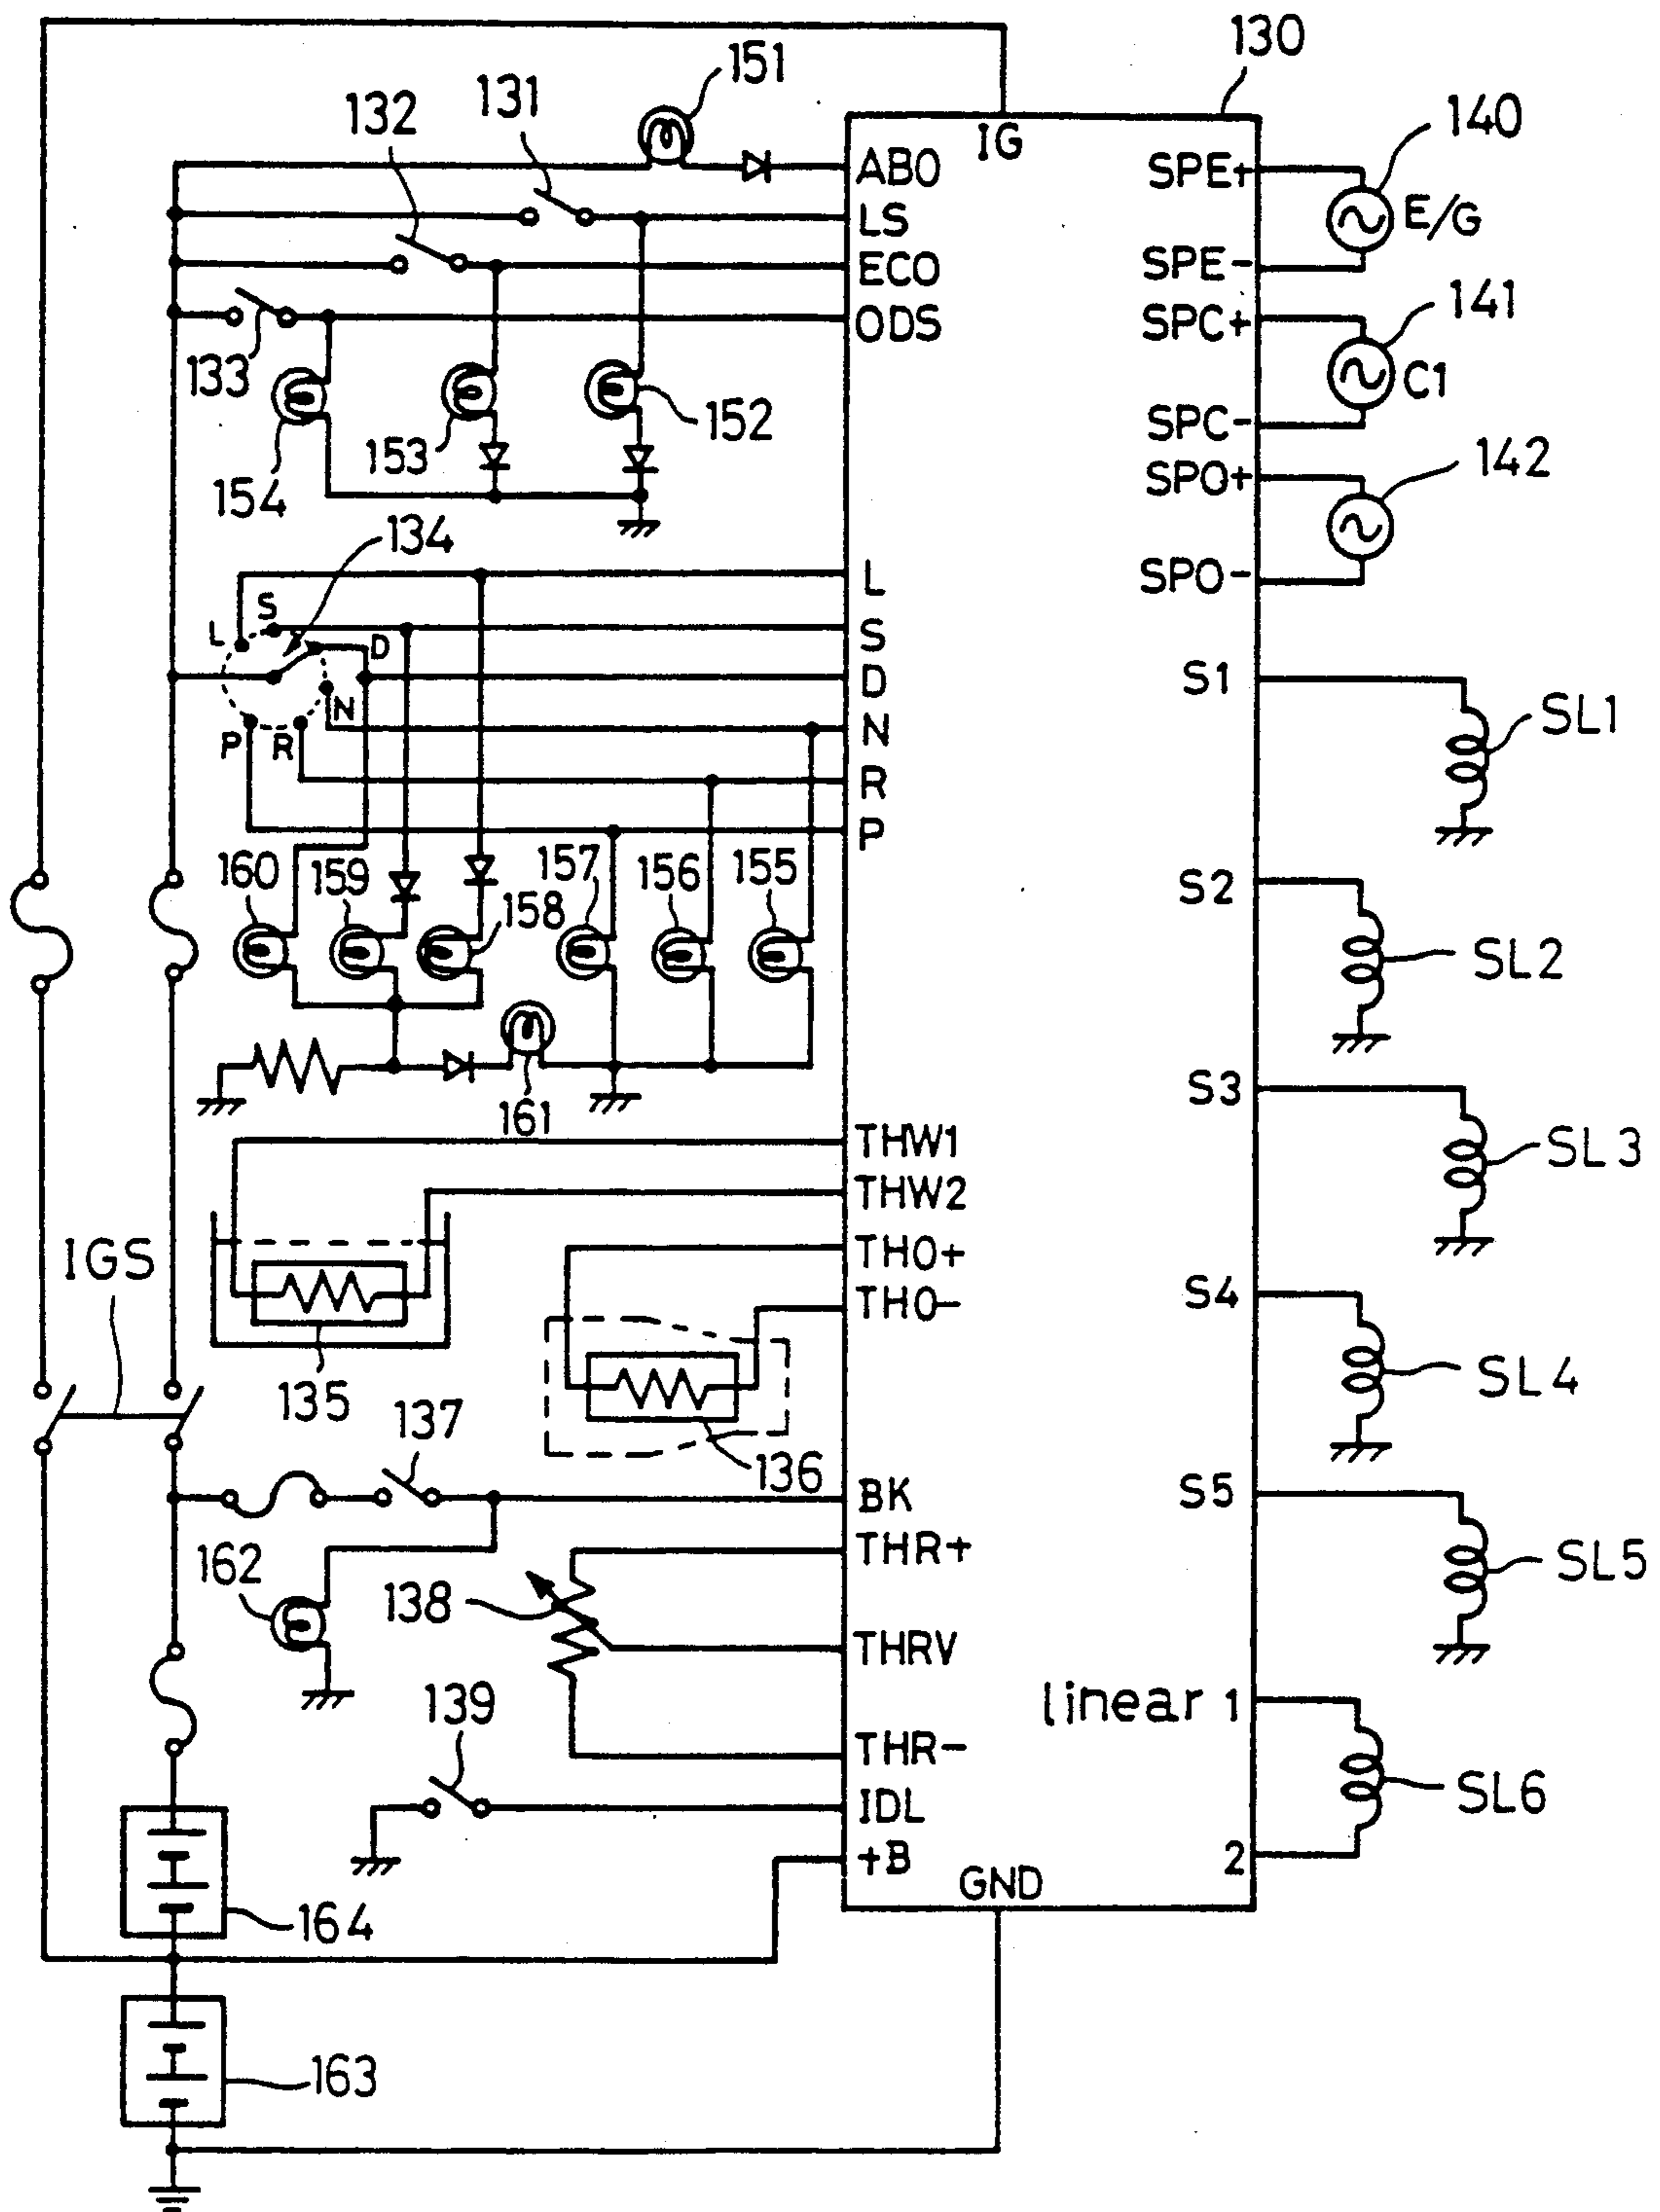 130
151
131
132
140
IG
ABO
SPE+
E/G
LS
ECO
SPE-
141
ODS
SPC+
133
C1
154
153
152
SPC-
142
SPO+
134
L
SPO-
S
L
S
D
D
S1
SL1
N
N
P
R
R
P
160
159
158
157
156
155
S2
SL2
161
S3
SL3
THW1
THW2
THO+
THO-
IGS
S4
SL4
135
137
136
BK
S5
THR+
162
138
SL5
THRV
139
linear 1
THR-
SL6
IDL
+B
2
GND
164
163